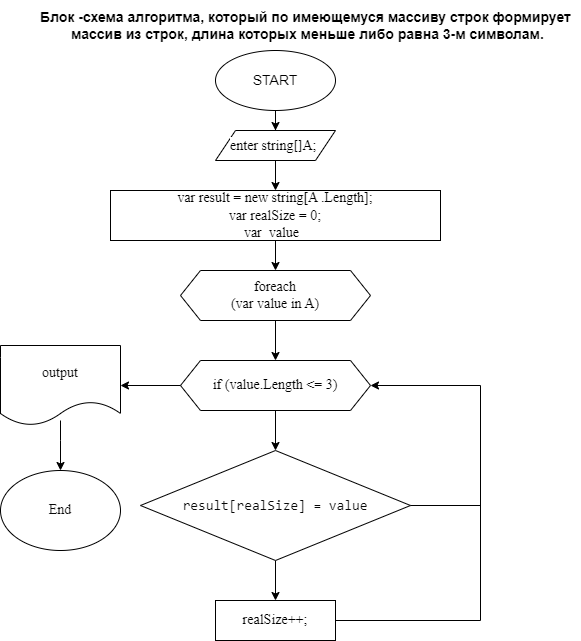 Блок -схема алгоритма, который по имеющемуся массиву строк формирует
массив из строк, длина которых меньше либо равна 3-м символам.
START
enter string[]A;
var result = new string[A .Length];
var realSize = 0;
var  value
foreach
(var value in A)
output
if (value.Length <= 3)
result[realSize] = value
End
realSize++;